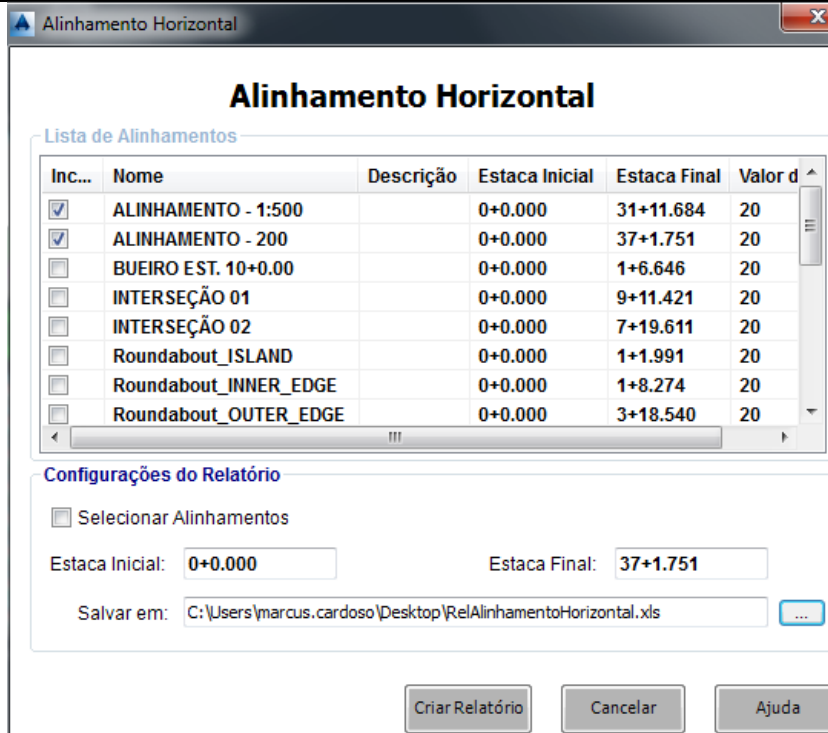 Alinhamento Horizontal
Alinhamento Horizontal
Lista de Alinhamentos
Inc... Nome Descrição Estaca Inicial Estaca Final Valor d
ALINHAMENTO - 1:500 0+0.000 31+11.684 20
ALINHAMENTO - 200 0+0.000 37+1.751 20
BUEIRO EST. 10+0.00 0+0.000 1+6.646 20
INTERSEÇÃO 01 0+0.000 9+11.421 20
INTERSEÇÃO 02 0+0.000 7+19.611 20
Roundabout_ISLAND 0+0.000 1+1.991 20
Roundabout_INNER_EDGE 0+0.000 1+8.274 20
Roundabout_OUTER_EDGE 0+0.000 3+18.540 20
Configurações do Relatório
Selecionar Alinhamentos
Estaca Inicial: 0+0.000 Estaca Final: 37+1.751
Salvar em: C:\Users\marcus.cardoso\Desktop\RelAlinhamentoHorizontal.xls ...
Criar Relatório Cancelar Ajuda